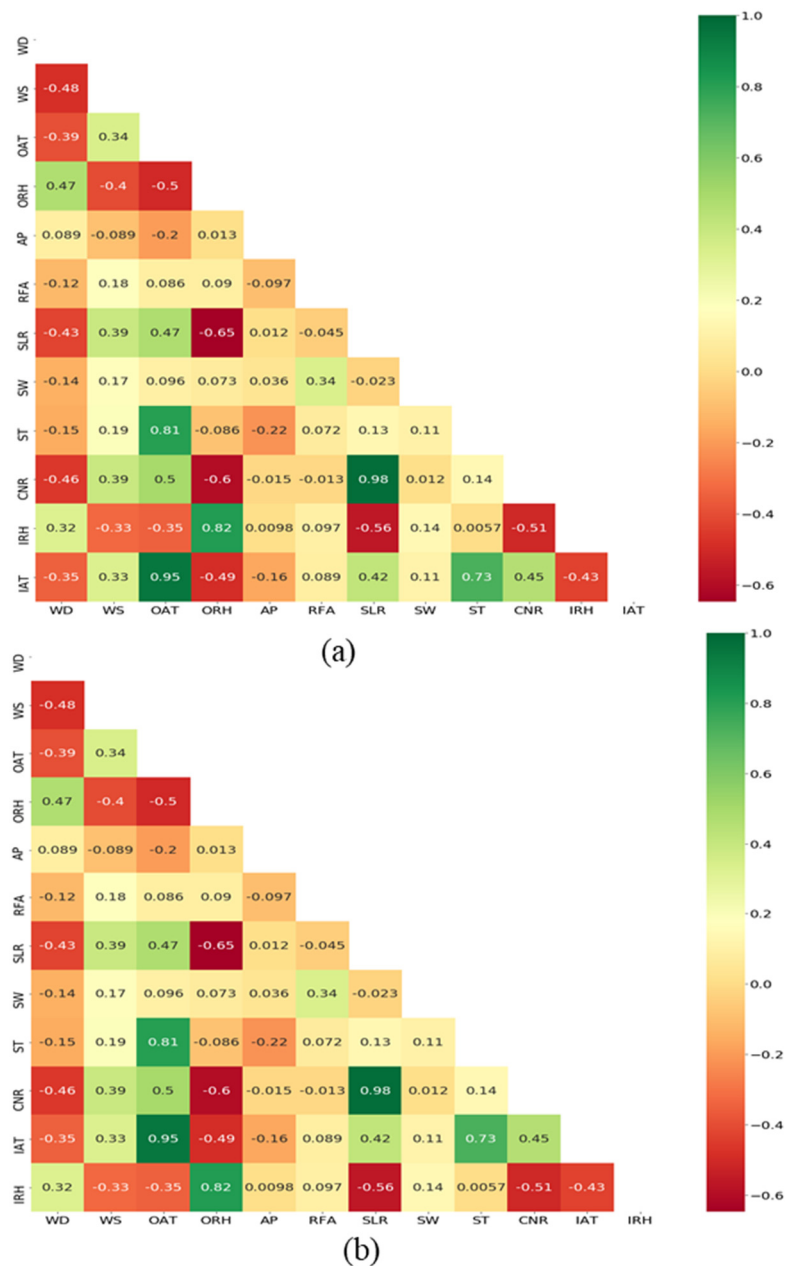 1.0
WD
WS -0.48
0.8
OAT -0.39 0.34
ORH 0.47 -0.4 -0.5
0.6
AP 0.089 -0.089 -0.2 0.013
0.4
RFA -0.12 0.18 0.086 0.09 -0.097
0.2
SLR -0.43 0.39 0.47 -0.65 0.012 -0.045
SW -0.14 0.17 0.096 0.073 0.036 0.34 -0.023
0.0
ST -0.15 0.19 0.81 -0.086 -0.22 0.072 0.13 0.11
-0.2
CNR -0.46 0.39 0.5 -0.6 -0.015 -0.013 0.98 0.012 0.14
-0.4
IRH 0.32 -0.33 -0.35 0.82 0.0098 0.097 -0.56 0.14 0.0057 -0.51
IAT -0.35 0.33 0.95 -0.49 -0.16 0.089 0.42 0.11 0.73 0.45 -0.43
-0.6
WD WS OAT ORH AP RFA SLR SW ST CNR IRH IAT
(a)
1.0
WD
WS -0.48
0.8
OAT -0.39 0.34
ORH 0.47 -0.4 -0.5
0.6
AP 0.089 -0.089 -0.2 0.013
0.4
RFA -0.12 0.18 0.086 0.09 -0.097
0.2
SLR -0.43 0.39 0.47 -0.65 0.012 -0.045
SW -0.14 0.17 0.096 0.073 0.036 0.34 -0.023
0.0
ST -0.15 0.19 0.81 -0.086 -0.22 0.072 0.13 0.11
-0.2
CNR -0.46 0.39 0.5 -0.6 -0.015 -0.013 0.98 0.012 0.14
-0.4
IAT -0.35 0.33 0.95 -0.49 -0.16 0.089 0.42 0.11 0.73 0.45
IRH 0.32 -0.33 -0.35 0.82 0.0098 0.097 -0.56 0.14 0.0057 -0.51 -0.43
-0.6
WD WS OAT ORH AP RFA SLR SW ST CNR IAT IRH
(b)